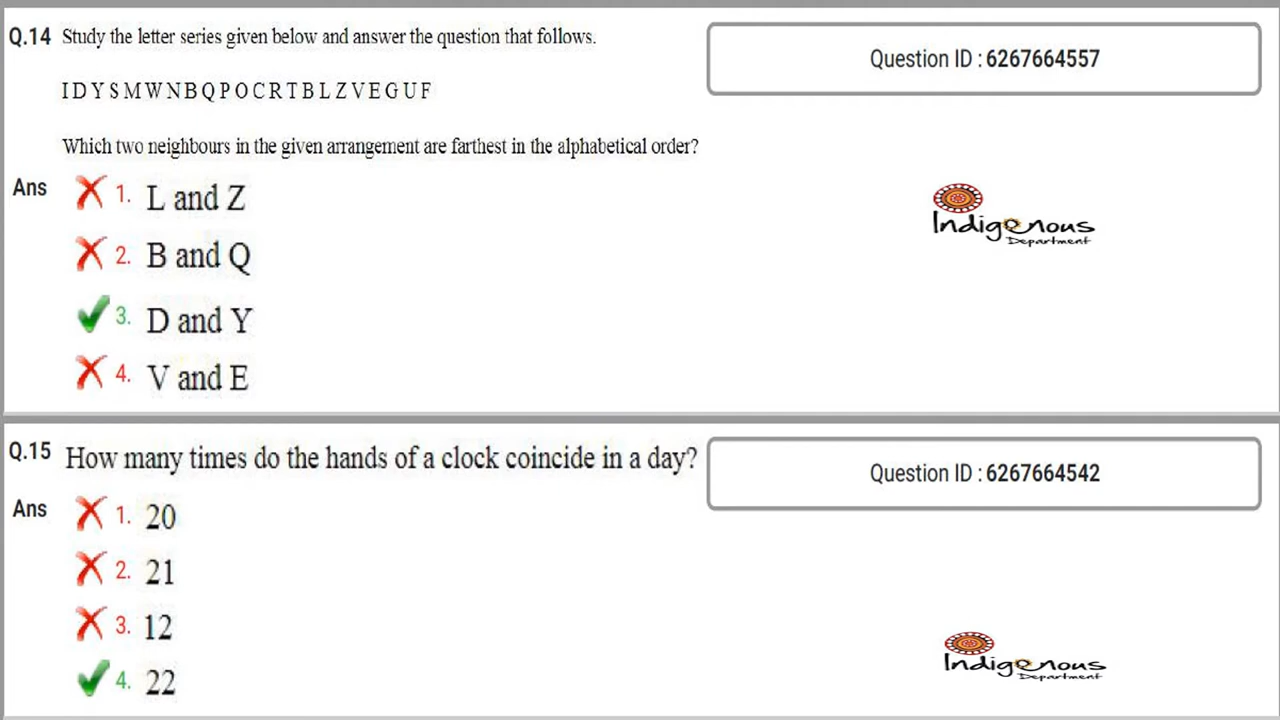 Q.14 Study the letter series given below and answer the question that follows.
Question ID : 6267664557
I D Y S M W N B Q P O C R T B L Z V E G U F
Which two neighbours in the given arrangement are farthest in the alphabetical order?
Ans 1. L and Z
2. B and Q
3. D and Y
4. V and E
Indigenous
Department
Q.15 How many times do the hands of a clock coincide in a day?
Question ID : 6267664542
Ans 1. 20
2. 21
3. 12
4. 22
Indigenous
Department